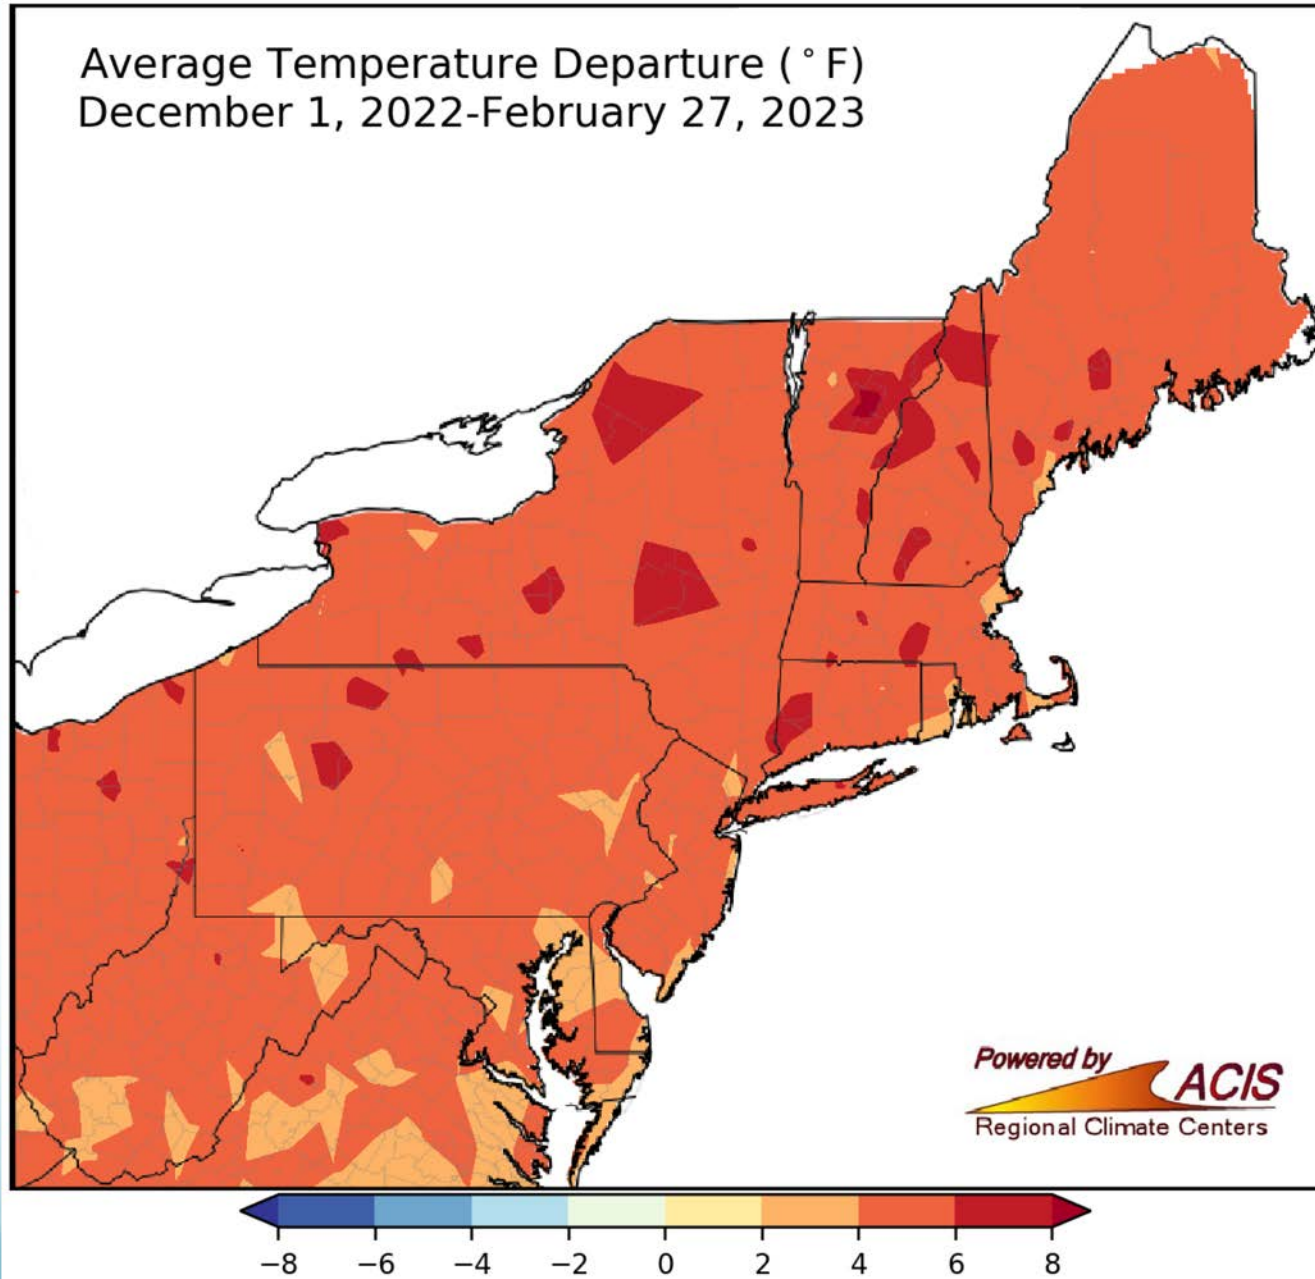 Average Temperature Departure (°F)
December 1, 2022-February 27, 2023
Powered by
ACIS
Regional Climate Centers
−8 −6 −4 −2 0 2 4 6 8